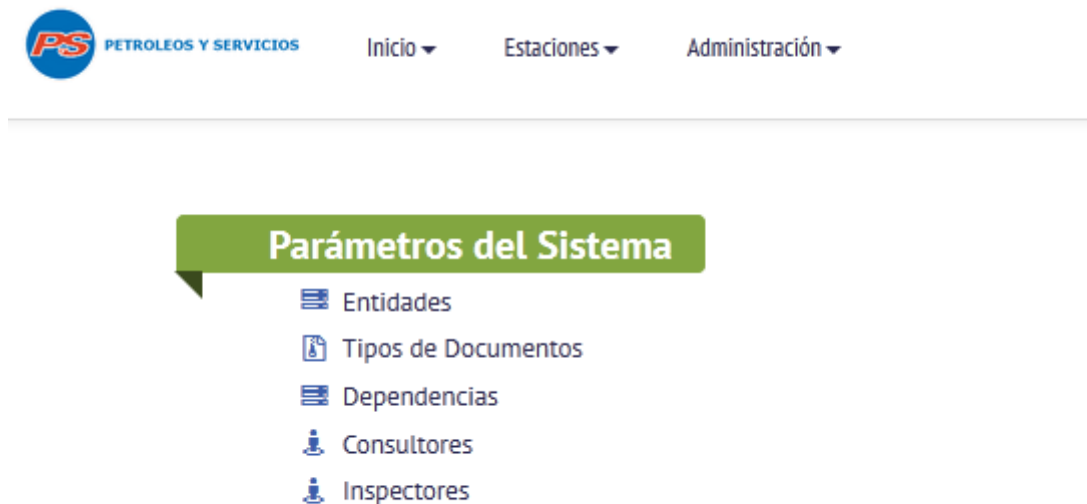 PS PETROLEOS Y SERVICIOS Inicio Estaciones Administración
Parámetros del Sistema
Entidades
Tipos de Documentos
Dependencias
Consultores
Inspectores